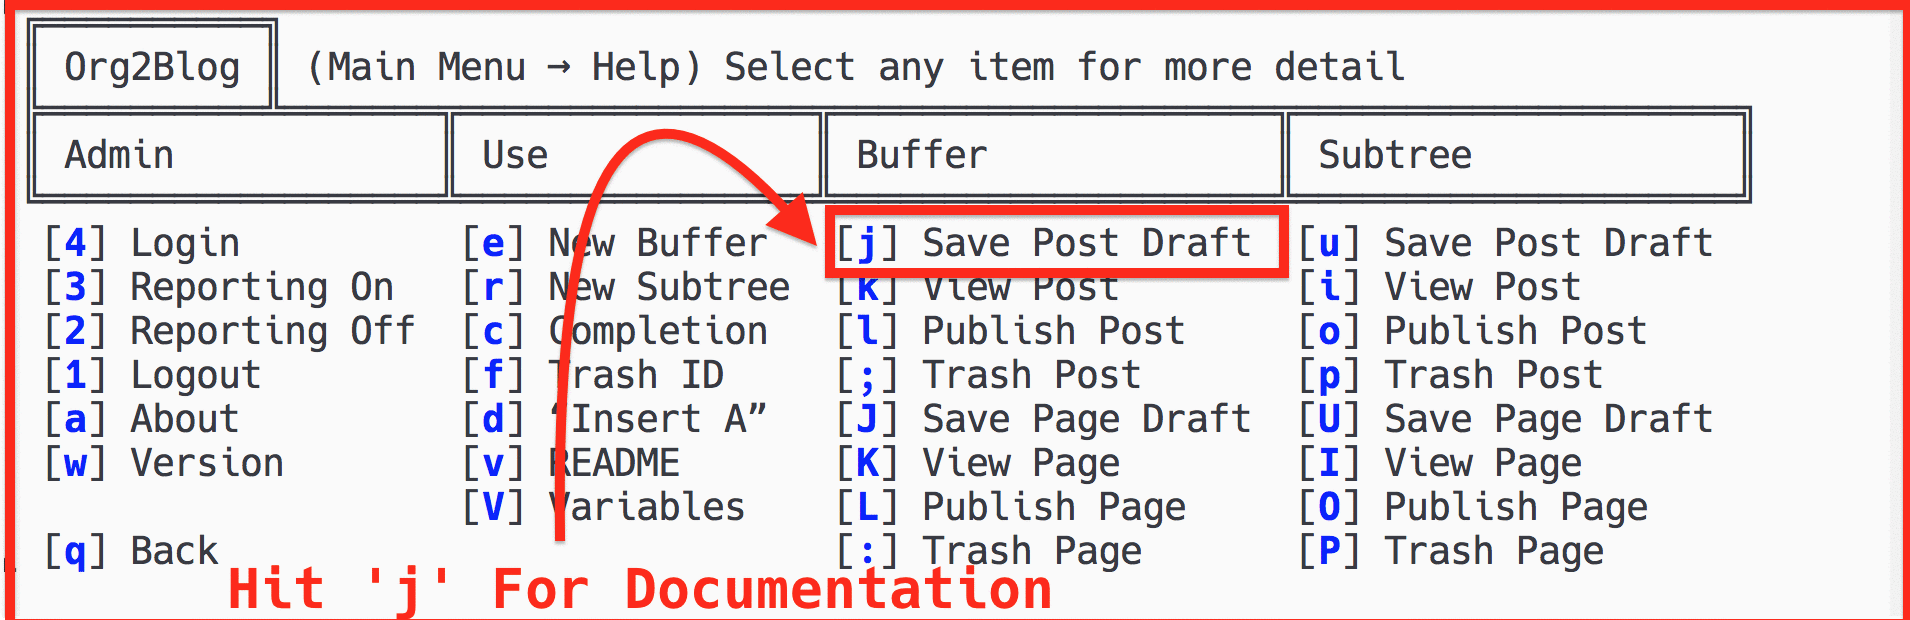 Org2Blog (Main Menu → Help) Select any item for more detail
Admin Use Buffer Subtree
[4] Login [e] New Buffer [j] Save Post Draft [u] Save Post Draft
[3] Reporting On [r] New Subtree [k] View Post [i] View Post
[2] Reporting Off [c] Completion [l] Publish Post [o] Publish Post
[1] Logout [f] Trash ID [;] Trash Post [p] Trash Post
[a] About [d] “Insert A” [J] Save Page Draft [U] Save Page Draft
[w] Version [v] README [K] View Page [I] View Page
[V] Variables [L] Publish Page [O] Publish Page
[q] Back [:] Trash Page [P] Trash Page
Hit 'j' For Documentation